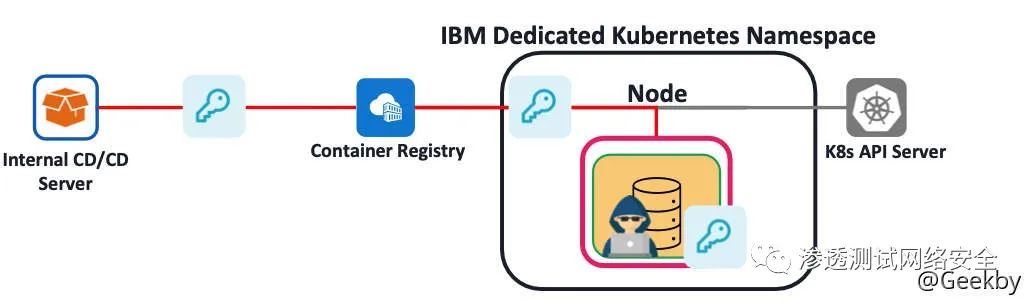 IBM Dedicated Kubernetes Namespace
Node
Internal CD/CD
Server
Container Registry
K8s API Server
渗透测试网络安全
@Geekby